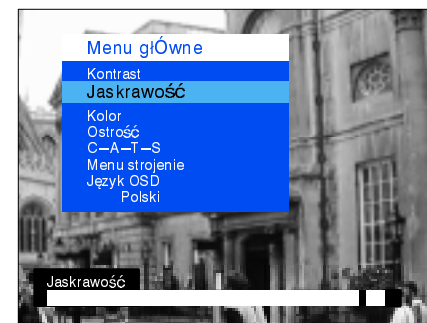 Menu głÓwne
Kontrast
Jaskrawość
Kolor
Ostrość
C–A–T–S
Menu strojenie
Język OSD
Polski
Jaskrawość